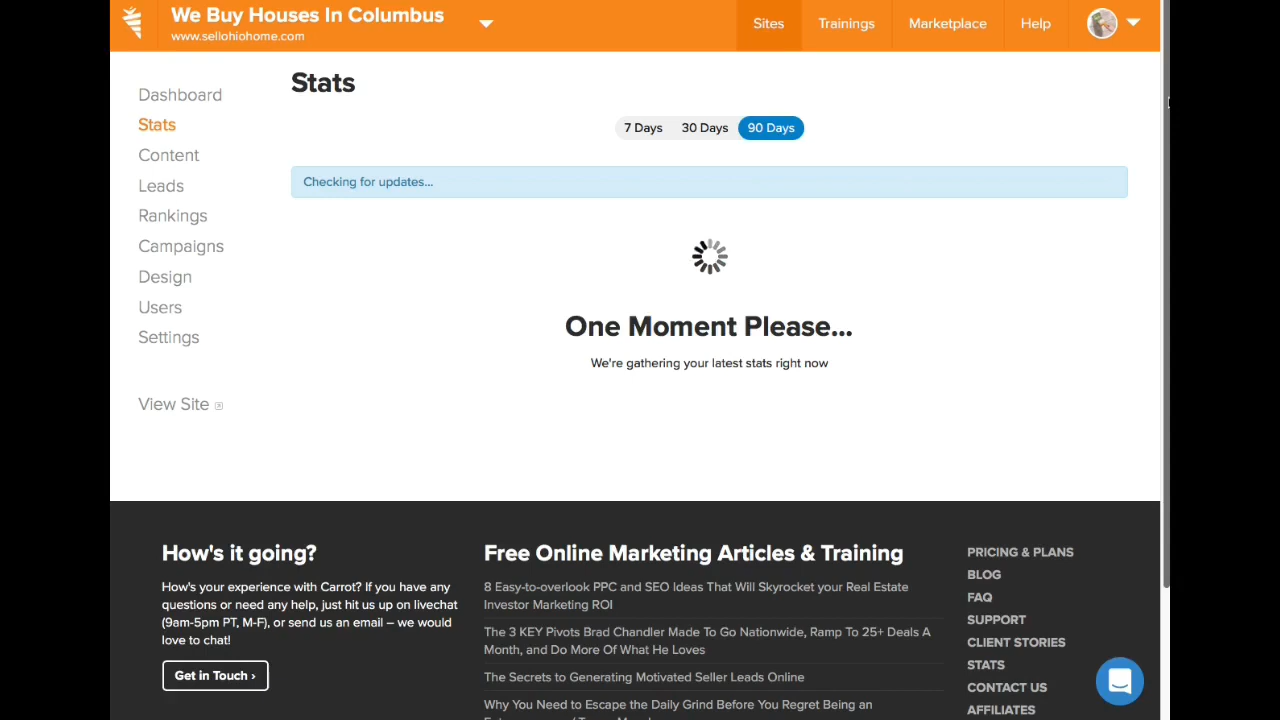 We Buy Houses In Columbus
www.sellohiohome.com
Sites
Trainings
Marketplace
Help
Dashboard
Stats
Content
Leads
Rankings
Campaigns
Design
Users
Settings
View Site
Stats
7 Days
30 Days
90 Days
Checking for updates...
One Moment Please...
We're gathering your latest stats right now
How's it going?
How's your experience with Carrot? If you have any
questions or need any help, just hit us up on livechat
(9am-5pm PT, M-F), or send us an email – we would
love to chat!
Get in Touch ›
Free Online Marketing Articles & Training
8 Easy-to-overlook PPC and SEO Ideas That Will Skyrocket your Real Estate
Investor Marketing ROI
The 3 KEY Pivots Brad Chandler Made To Go Nationwide, Ramp To 25+ Deals A
Month, and Do More Of What He Loves
The Secrets to Generating Motivated Seller Leads Online
Why You Need to Escape the Daily Grind Before You Regret Being an
PRICING & PLANS
BLOG
FAQ
SUPPORT
CLIENT STORIES
STATS
CONTACT US
AFFILIATES